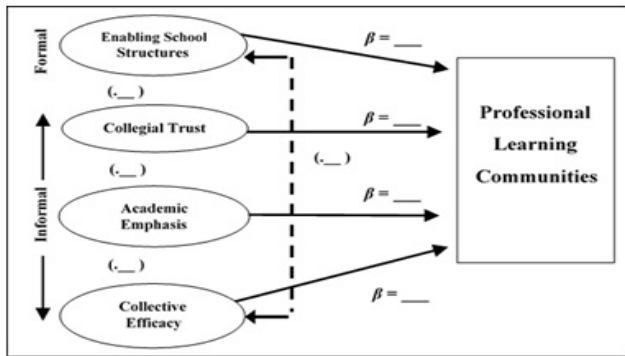 Formal
Enabling School
Structures
β = ___
(.__ )
Collegial Trust
β = ___
(.__ )
(.__ )
Informal
Academic
Emphasis
β = ___
(.__ )
Collective
Efficacy
β = ___
Professional
Learning
Communities